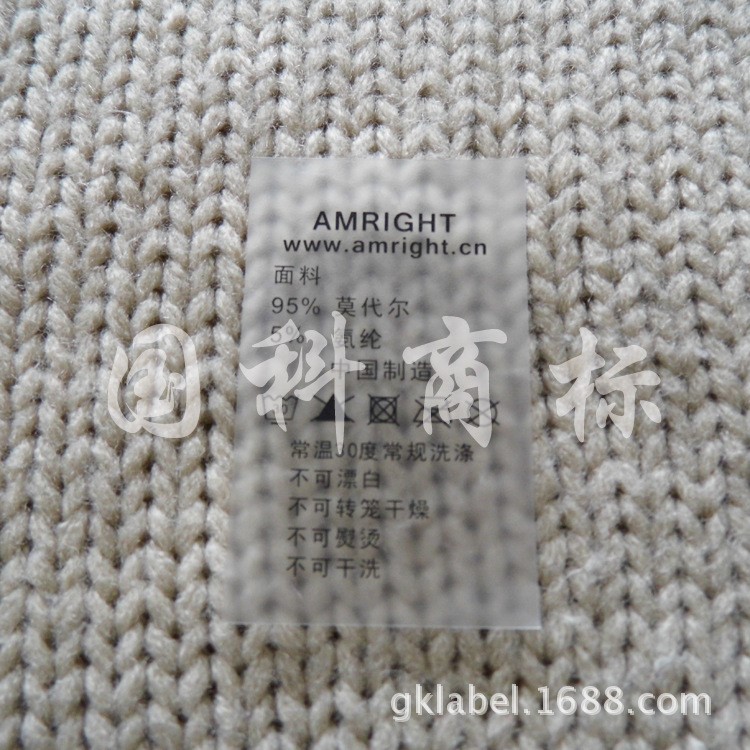 AMRIGHT
www.amright.cn
面料
95% 莫代尔
5% 氨纶
中国制造
国科商标
常温30度常规洗涤
不可漂白
不可转笼干燥
不可熨烫
不可干洗
gklabel.1688.com